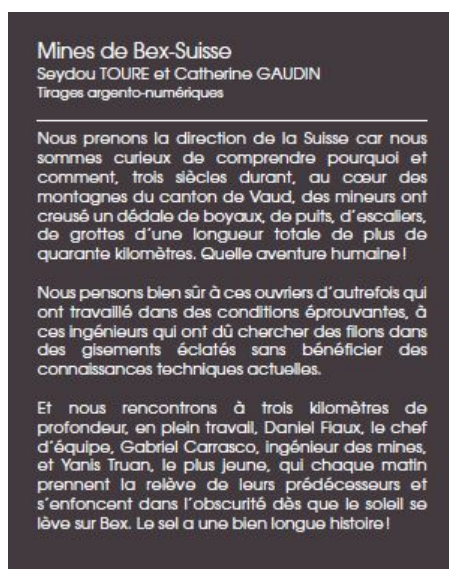 Mines de Bex-Suisse
Seydou TOURE et Catherine GAUDIN
Tirages argento-numériques
Nous prenons la direction de la Suisse car nous
sommes curieux de comprendre pourquoi et
comment, trois siècles durant, au cœur des
montagnes du canton de Vaud, des mineurs ont
creusé un dédale de boyaux, de puits, d'escaliers,
de grottes d'une longueur totale de plus de
quarante kilomètres. Quelle aventure humaine!
Nous pensons bien sûr à ces ouvriers d'autrefois qui
ont travaillé dans des conditions éprouvantes, à
ces ingénieurs qui ont dû chercher des filons dans
des gisements éclatés sans bénéficier des
connaissances techniques actuelles.
Et nous rencontrons à trois kilomètres de
profondeur, en plein travail, Daniel Fiaux, le chef
d'équipe, Gabriel Carrasco, ingénieur des mines,
et Yanis Truan, le plus jeune, qui chaque matin
prennent la relève de leurs prédécesseurs et
s'enfoncent dans l'obscurité dès que le soleil se
lève sur Bex. Le sel a une bien longue histoire!